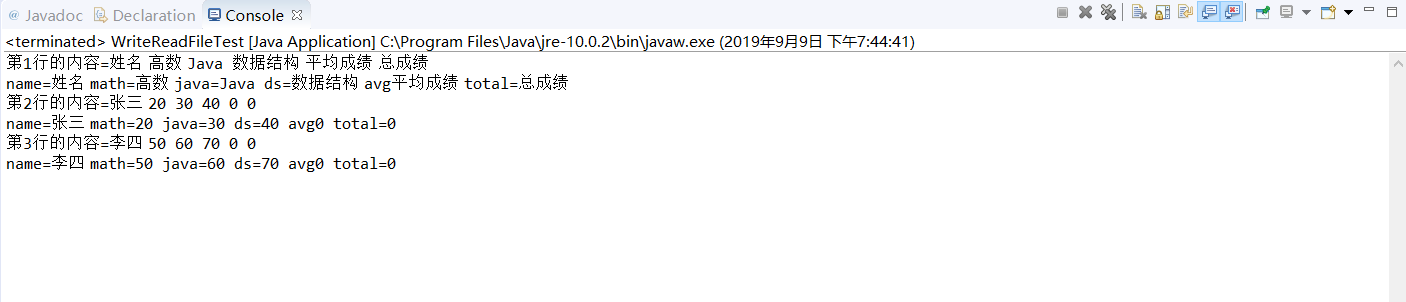 @ Javadoc Declaration Console
<terminated> WriteReadFileTest [Java Application] C:\Program Files\Java\jre-10.0.2\bin\javaw.exe (2019年9月9日 下午7:44:41)
第1行的内容=姓名 高数 Java 数据结构 平均成绩 总成绩
name=姓名 math=高数 java=Java ds=数据结构 avg平均成绩 total=总成绩
第2行的内容=张三 20 30 40 0 0
name=张三 math=20 java=30 ds=40 avg0 total=0
第3行的内容=李四 50 60 70 0 0
name=李四 math=50 java=60 ds=70 avg0 total=0